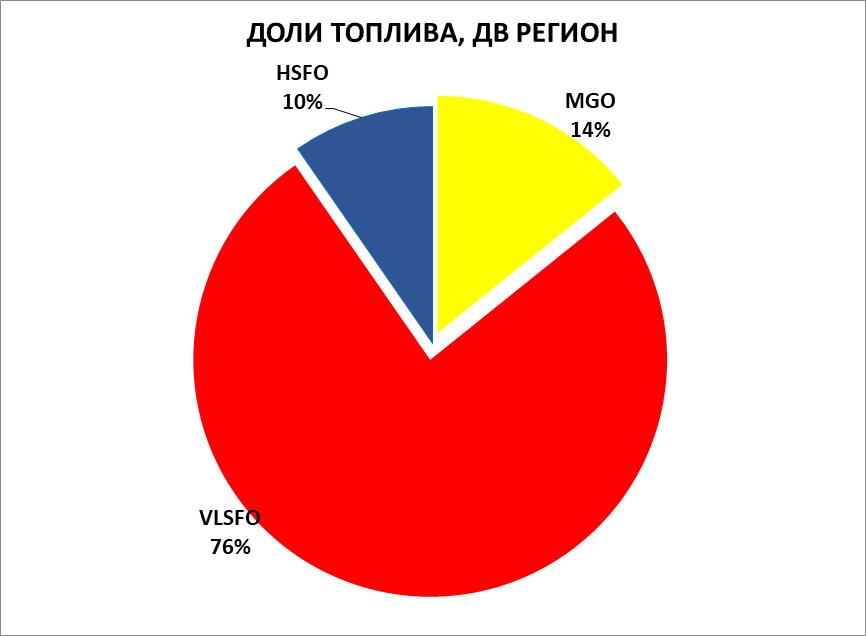 ДОЛИ ТОПЛИВА, ДВ РЕГИОН
HSFO
10%
MGO
14%
VLSFO
76%